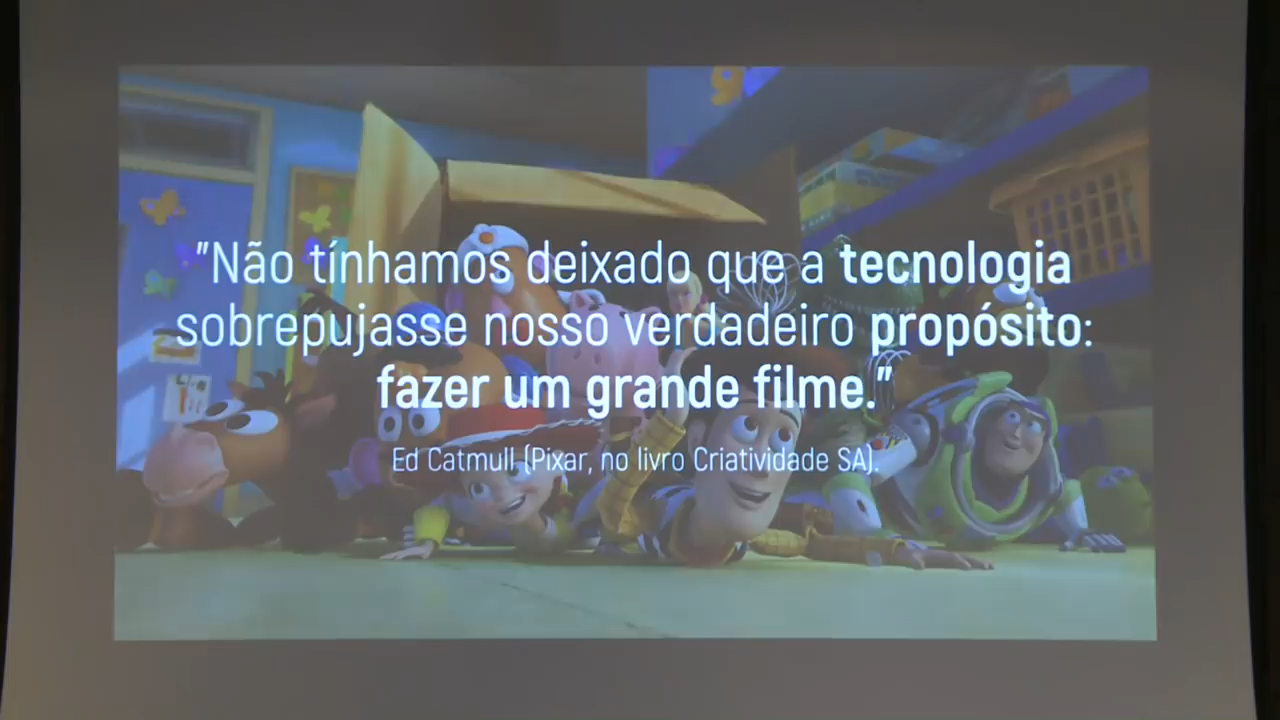 "Não tínhamos deixado que a tecnologia
sobrepujasse nosso verdadeiro propósito:
fazer um grande filme."
Ed Catmull (Pixar, no livro Criatividade SA).